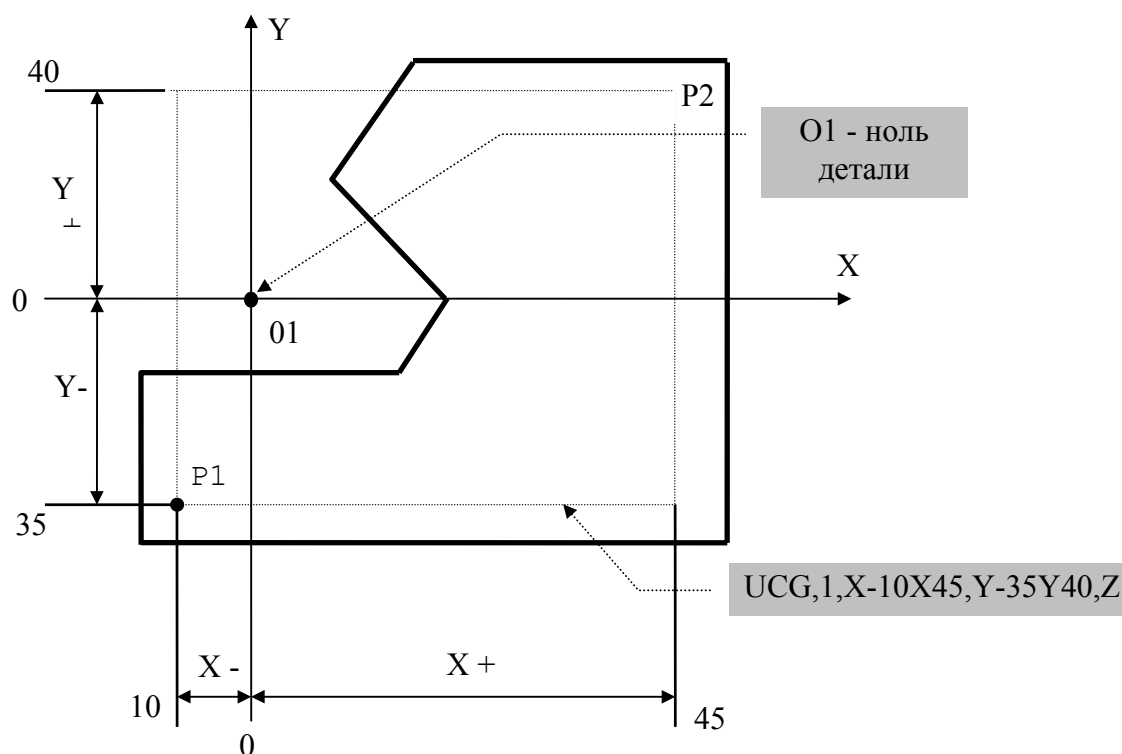 Y
40
P2
O1 - ноль
детали
Y
+
X
0
01
Y-
P1
35
UCG,1,X-10X45,Y-35Y40,Z
X -
X +
10
45
0